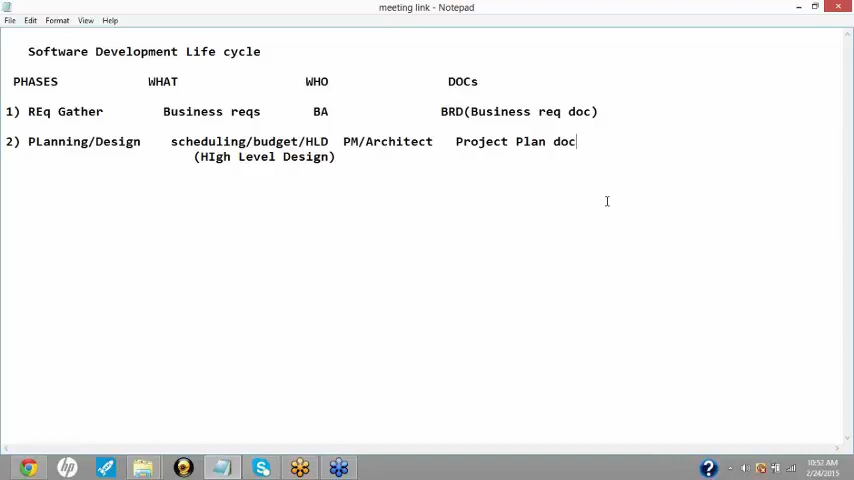 meeting link - Notepad
File Edit Format View Help
Software Development Life cycle
PHASES WHAT WHO DOCs
1) REq Gather Business reqs BA BRD(Business req doc)
2) PLanning/Design scheduling/budget/HLD PM/Architect Project Plan doc
(HIgh Level Design)
hp
10:52 AM
2/24/2015